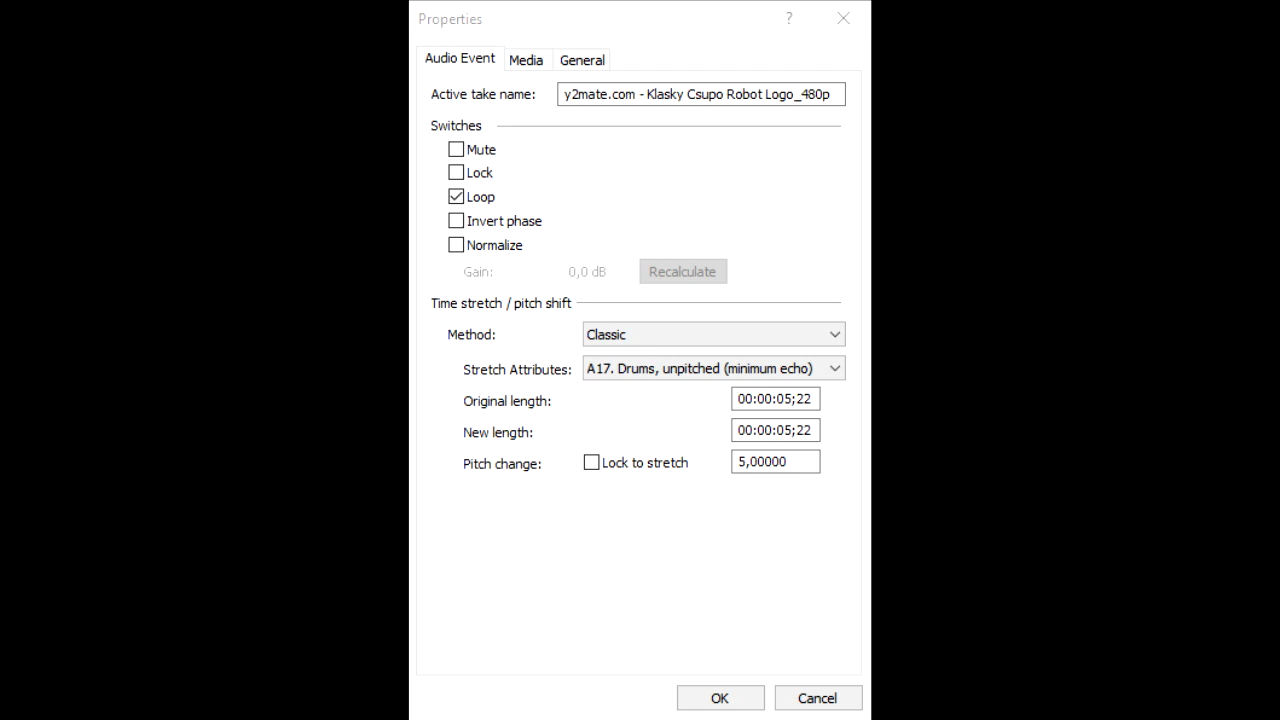 Properties
?
Audio Event Media General
Active take name: y2mate.com - Klasky Csupo Robot Logo_480p
Switches
Mute
Lock
Loop
Invert phase
Normalize
Gain: 0,0 dB Recalculate
Time stretch / pitch shift
Method: Classic
Stretch Attributes: A17. Drums, unpitched (minimum echo)
Original length: 00:00:05;22
New length: 00:00:05;22
Pitch change: Lock to stretch 5,00000
OK Cancel